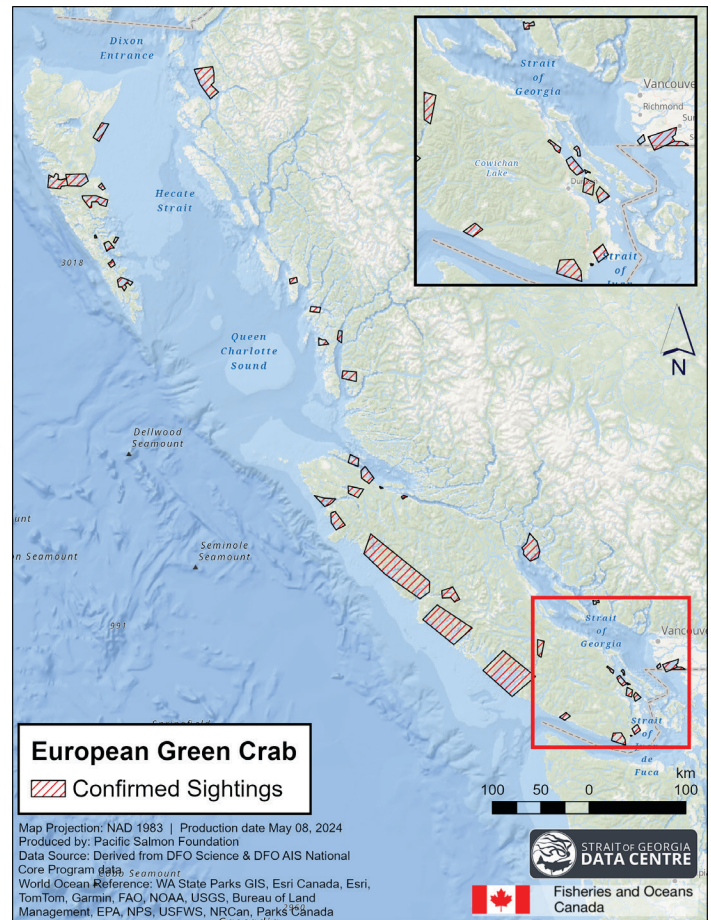 Dixon
Entrance
Hecate
Strait
3018
Queen
Charlotte
Sound
Dellwood
Seamount
Seminole
Seamount
991
Strait
of
Georgia
Vancouve
Richmond
Sur
S
Cowichan
Lake
Strait
of
N
Strait
of
Georgia
Vancouv
Strait
of
de
Fuca
European Green Crab
Confirmed Sightings
km
100 50 0 100
Map Projection: NAD 1983 | Production date May 08, 2024
Produced by: Pacific Salmon Foundation
Data Source: Derived from DFO Science & DFO AIS National
Core Program data
World Ocean Reference: WA State Parks GIS, Esri Canada, Esri,
TomTom, Garmin, FAO, NOAA, USGS, Bureau of Land
Management, EPA, NPS, USFWS, NRCan, Parks Canada
STRAIT OF GEORGIA
DATA CENTRE
Fisheries and Oceans
Canada